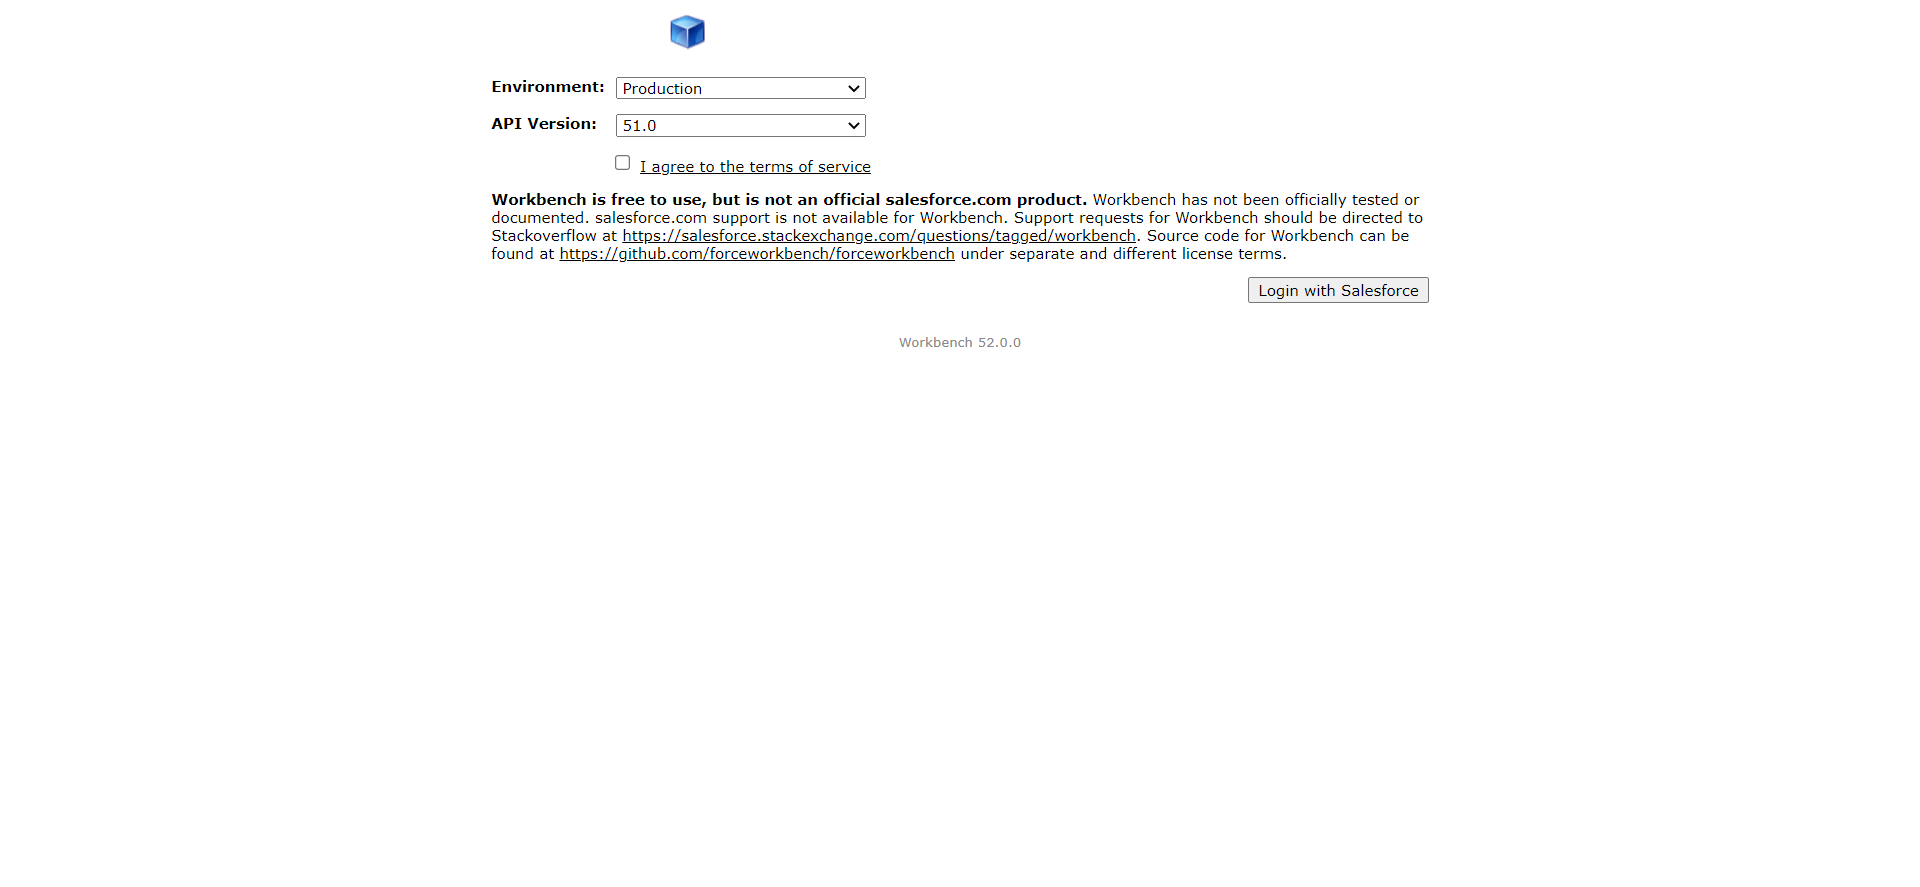 Environment: Production
API Version: 51.0
I agree to the terms of service
Workbench is free to use, but is not an official salesforce.com product. Workbench has not been officially tested or
documented. salesforce.com support is not available for Workbench. Support requests for Workbench should be directed to
Stackoverflow at https://salesforce.stackexchange.com/questions/tagged/workbench. Source code for Workbench can be
found at https://github.com/forceworkbench/forceworkbench under separate and different license terms.
Login with Salesforce
Workbench 52.0.0